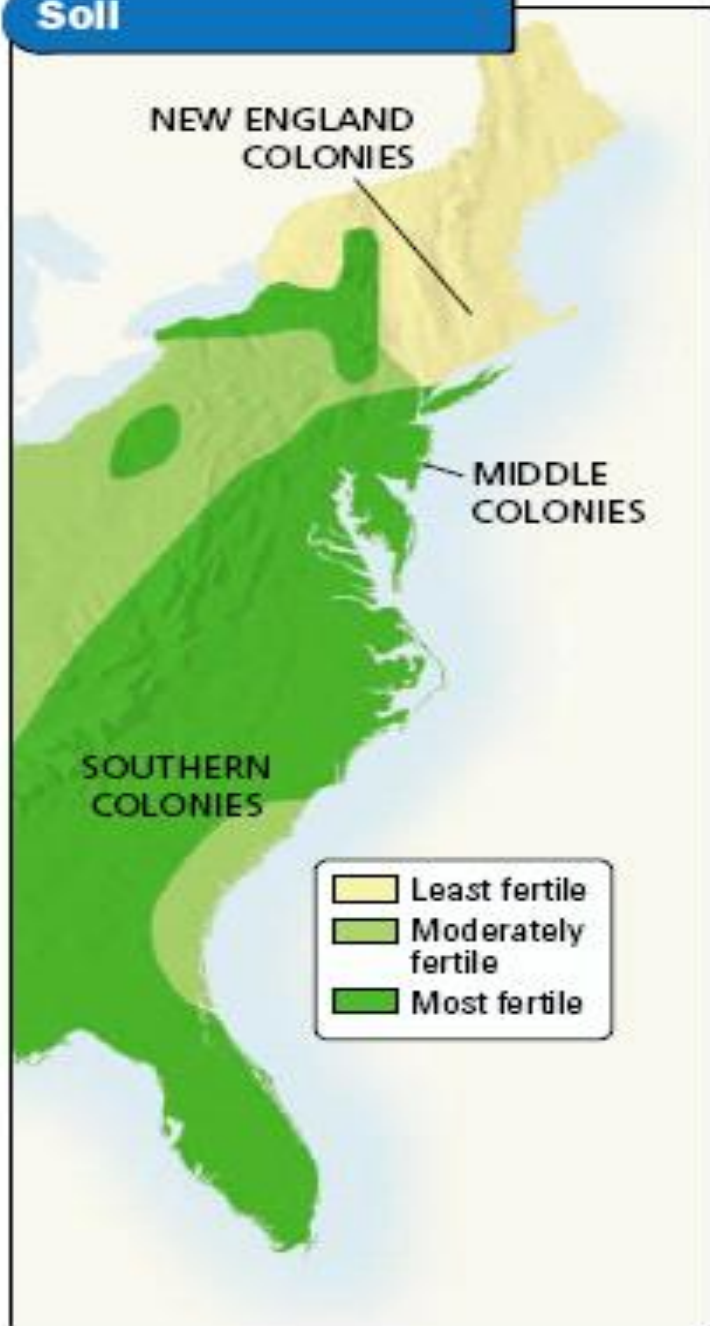 Soil
NEW ENGLAND
COLONIES
MIDDLE
COLONIES
SOUTHERN
COLONIES
Least fertile
Moderately
fertile
Most fertile